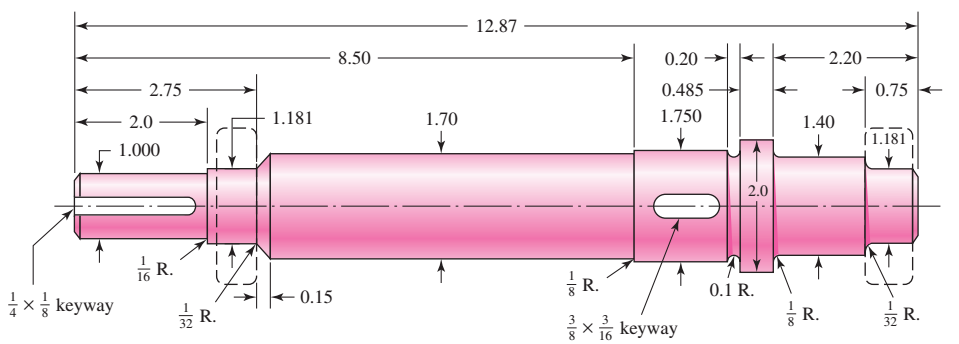 12.87
8.50
0.20
2.20
2.75
0.485
0.75
2.0
1.181
1.70
1.750
1.40
1.000
1.181
2.0
1/16 R.
1/8 R.
0.1 R.
1/4 × 1/8 keyway
1/32 R.
0.15
3/8 × 3/16 keyway
1/8 R.
1/32 R.